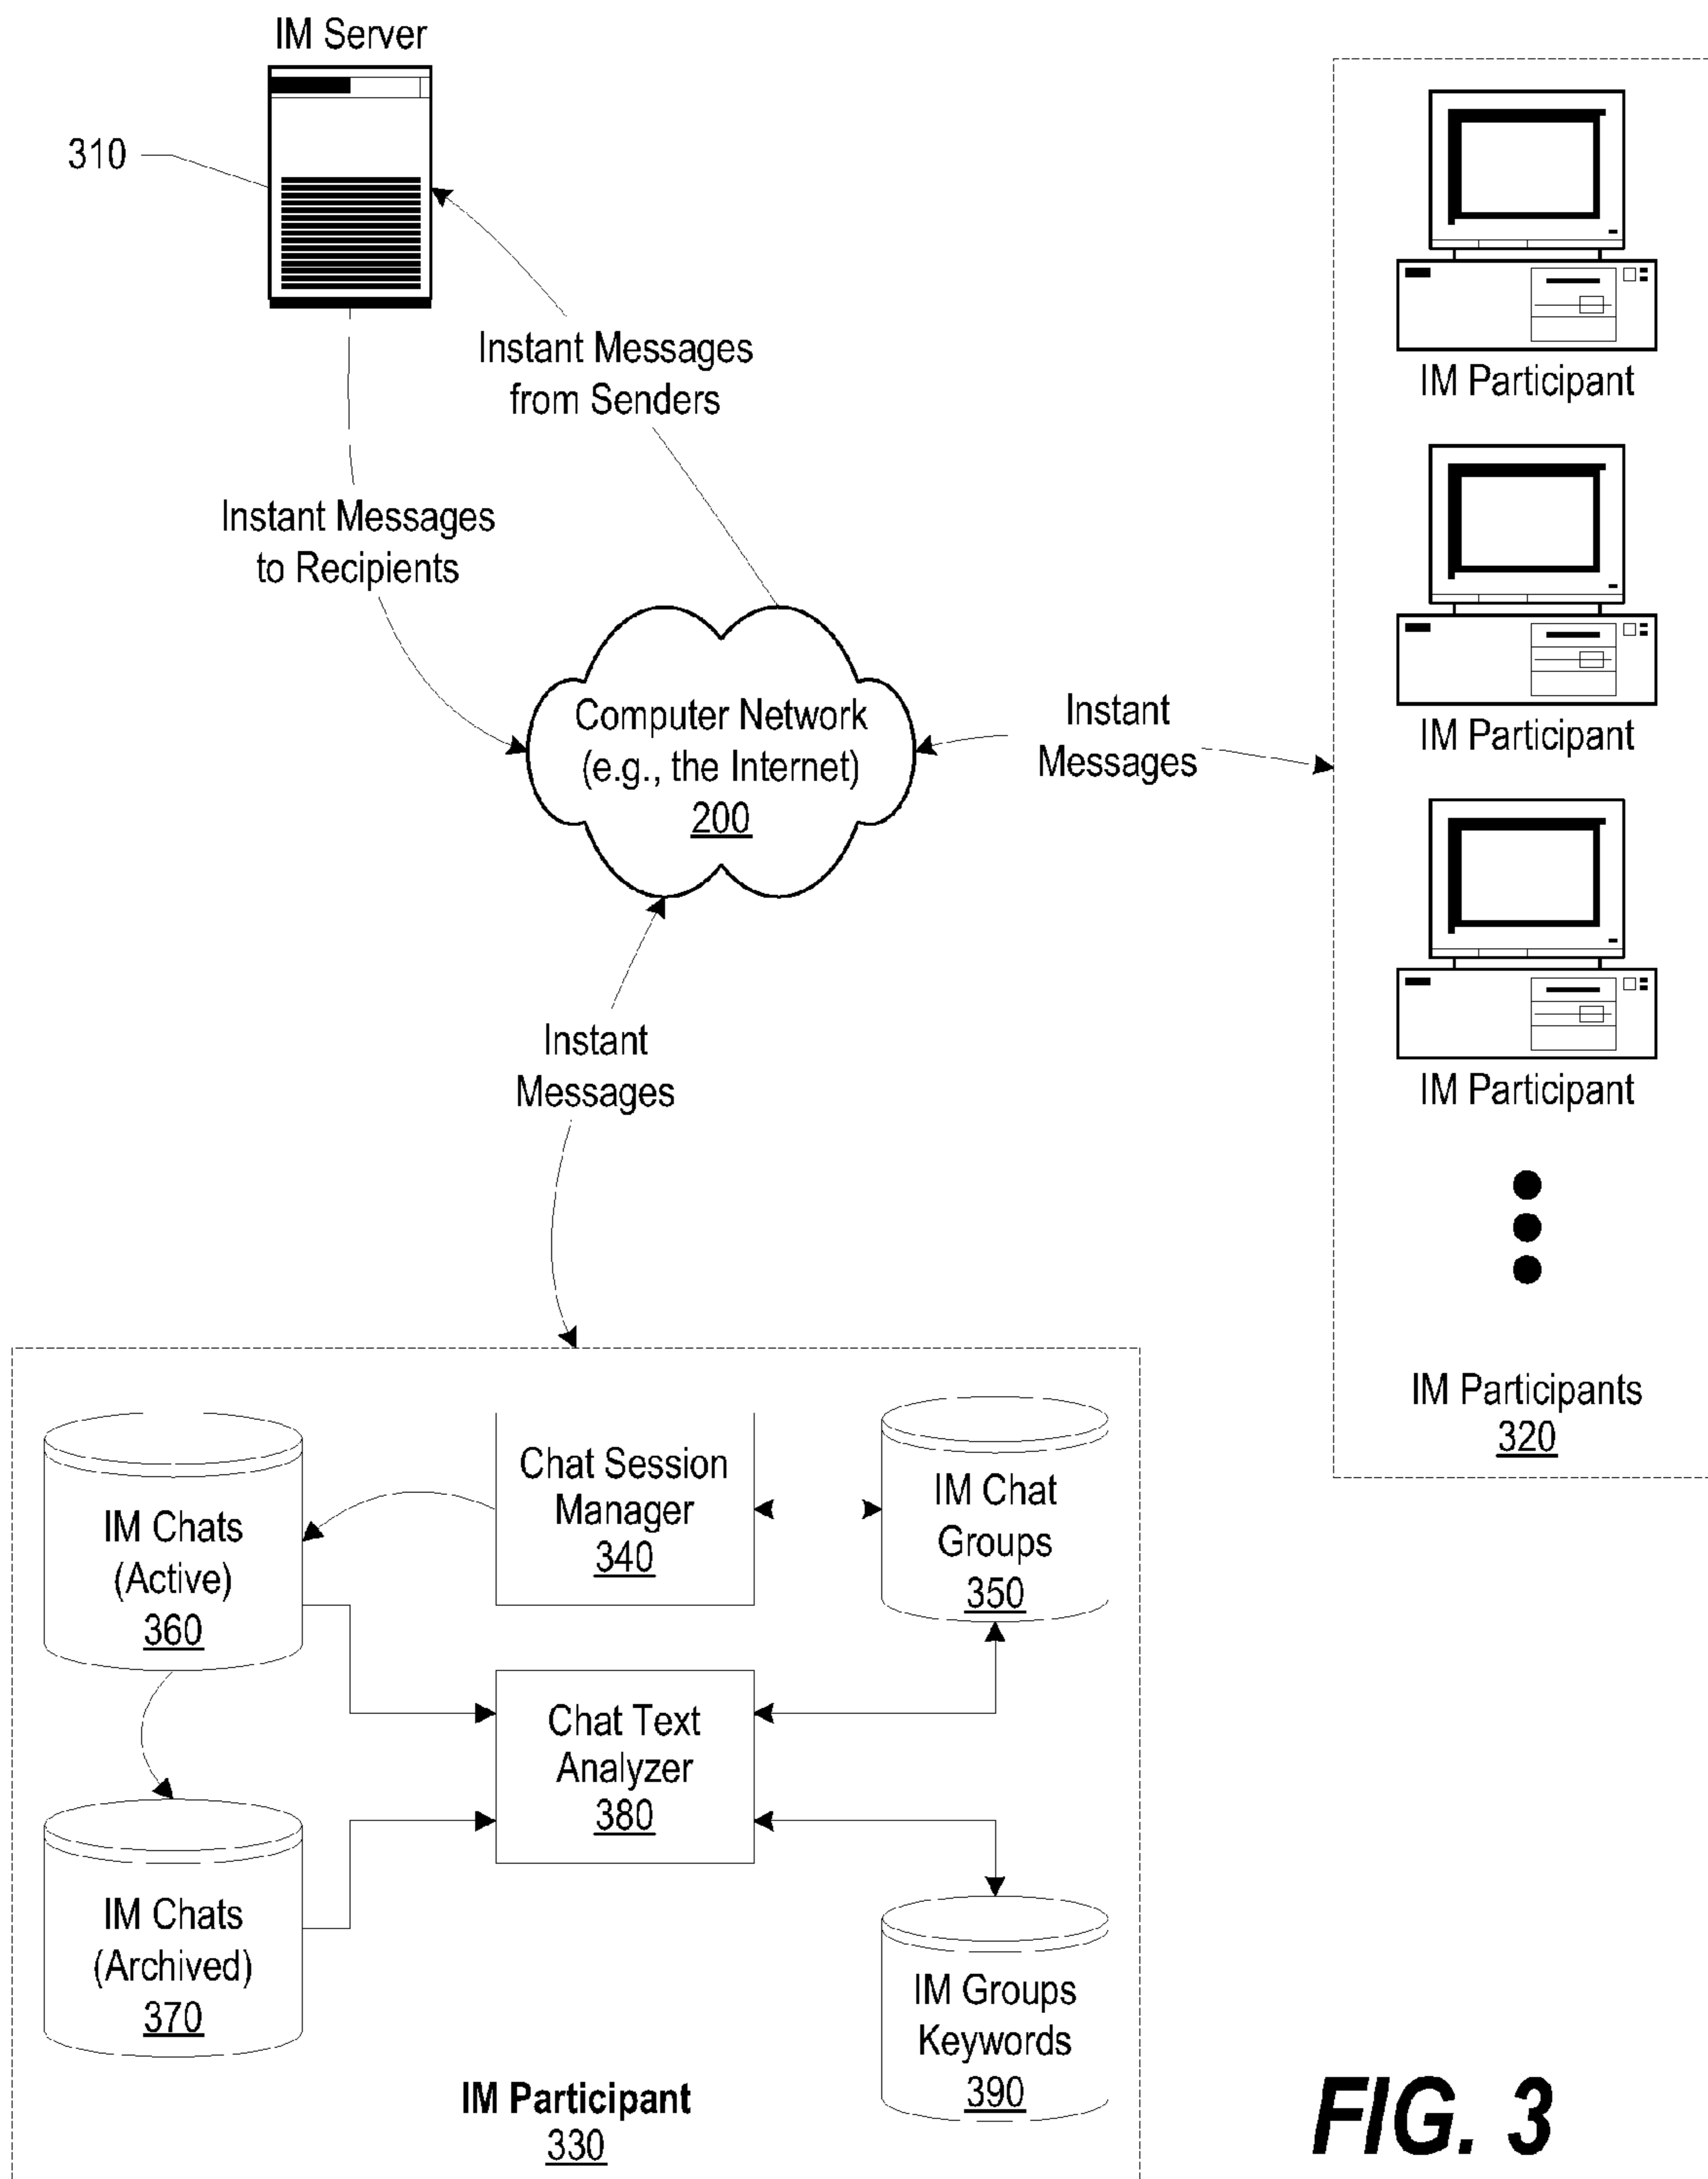 IM Server
310
Instant Messages
from Senders
Instant Messages
to Recipients
Computer Network
(e.g., the Internet)
200
Instant
Messages
IM Participant
IM Participant
IM Participant
IM Participants
320
Instant
Messages
IM Chats
(Active)
360
Chat Session
Manager
340
IM Chat
Groups
350
Chat Text
Analyzer
380
IM Chats
(Archived)
370
IM Groups
Keywords
390
IM Participant
330
FIG. 3